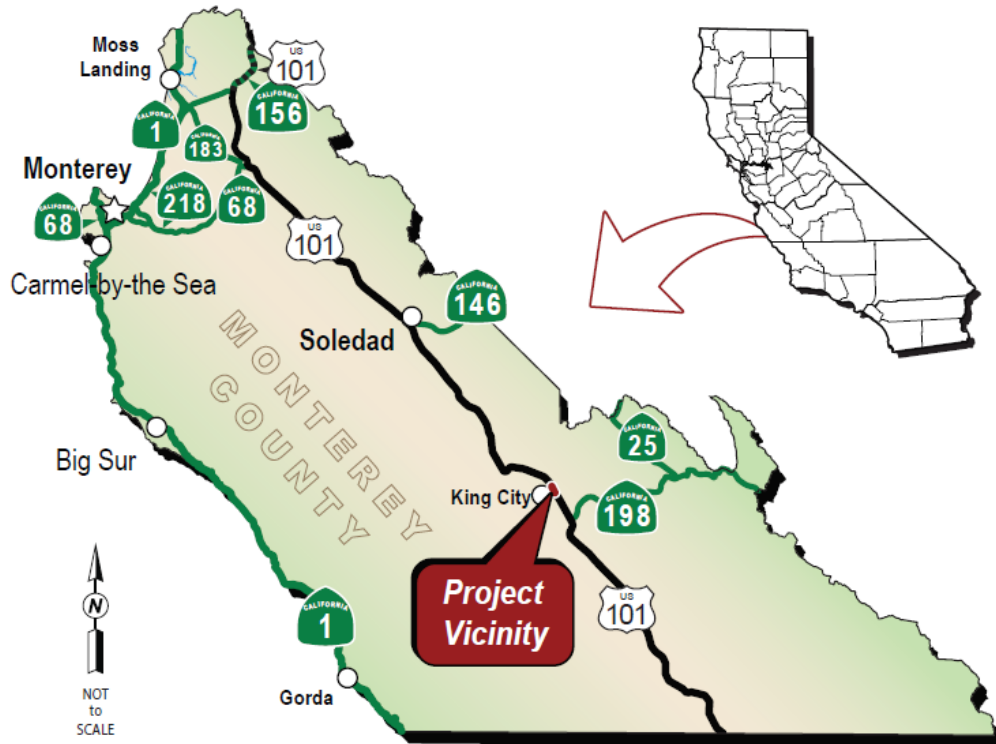 Moss
Landing
US
101
CALIFORNIA
156
CALIFORNIA
1
CALIFORNIA
183
Monterey
CALIFORNIA
68
CALIFORNIA
218
CALIFORNIA
68
US
101
Carmel-by-the Sea
CALIFORNIA
146
Soledad
MONTEREY
COUNTY
Big Sur
CALIFORNIA
25
King City
CALIFORNIA
198
Project
Vicinity
US
101
CALIFORNIA
1
N
Gorda
NOT
to
SCALE